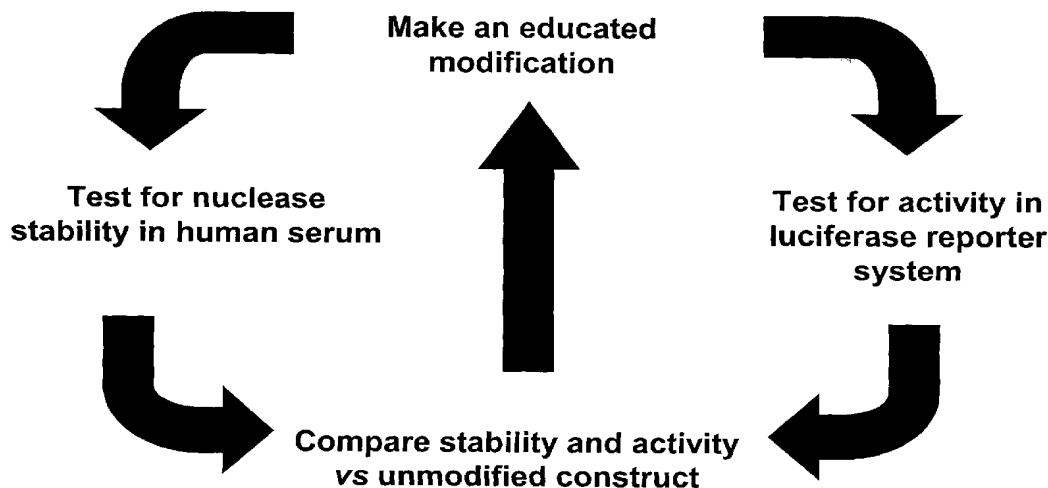 Make an educated
modification
Test for nuclease
stability in human serum
Test for activity in
luciferase reporter
system
Compare stability and activity
vs unmodified construct